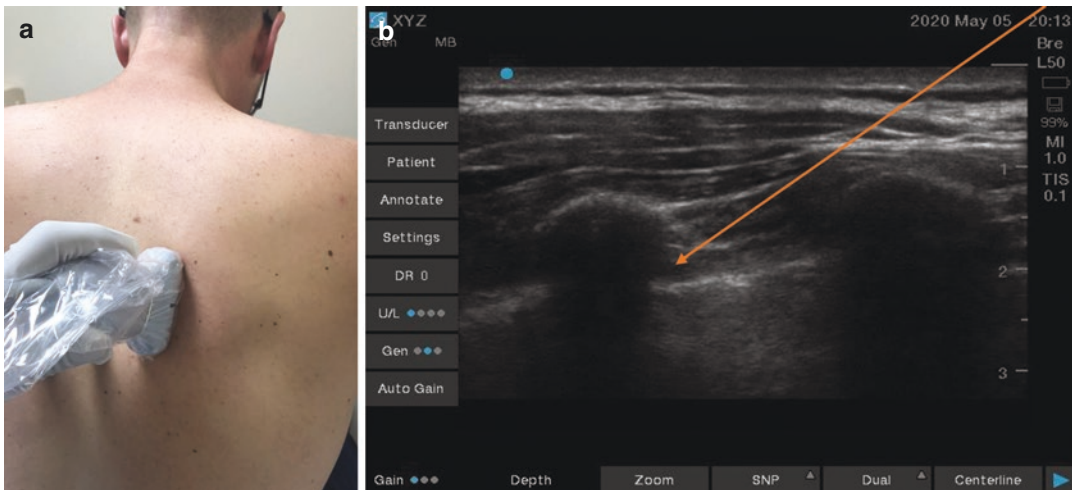 a
b
XYZ
2020 May 05 20:13
Gen MB
Bre
L50
99%
MI
1.0
TIS
0.1
Transducer
Patient
Annotate
Settings
DR 0
U/L
Gen
Auto Gain
1
2
3
Gain
Depth
Zoom
SNP
Dual
Centerline